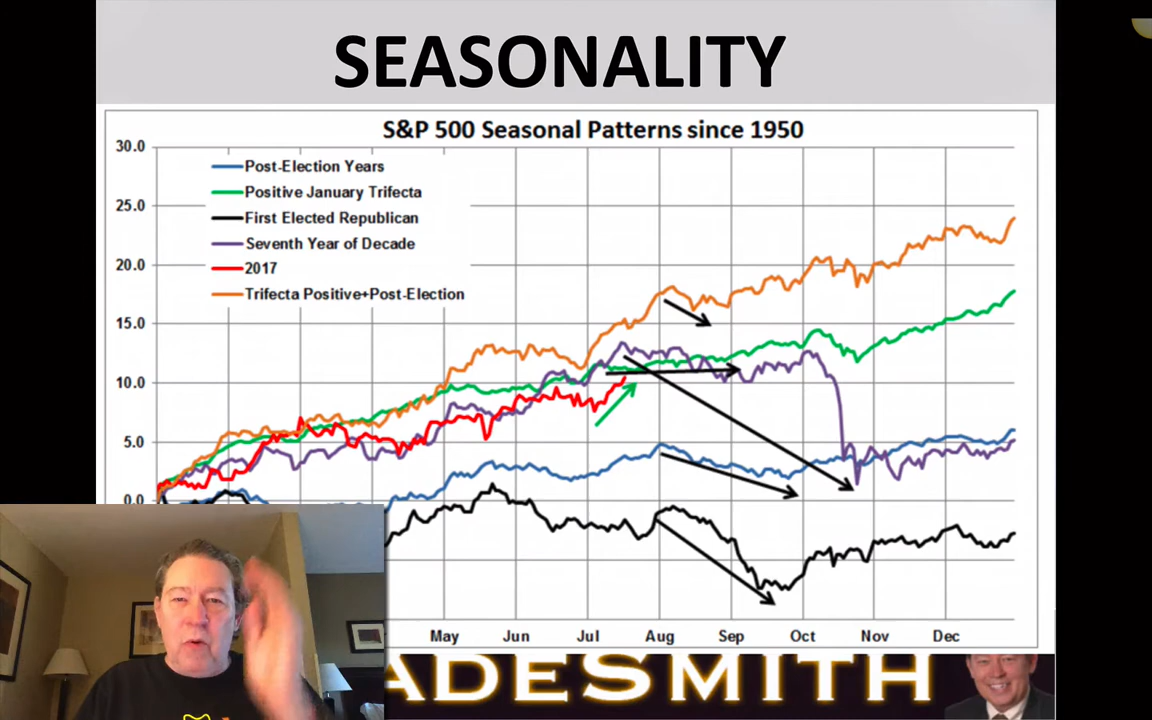 SEASONALITY
S&P 500 Seasonal Patterns since 1950
30.0
25.0
20.0
15.0
10.0
5.0
0.0
Post-Election Years
Positive January Trifecta
First Elected Republican
Seventh Year of Decade
2017
Trifecta Positive+Post-Election
May Jun Jul Aug Sep Oct Nov Dec
ADESMITH